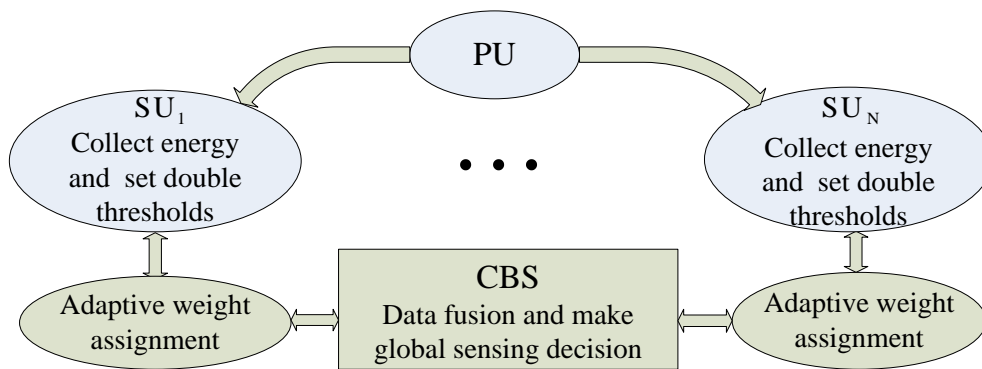 PU
SU₁
Collect energy
and set double
thresholds
• • •
SU_N
Collect energy
and set double
thresholds
Adaptive weight
assignment
CBS
Data fusion and make
global sensing decision
Adaptive weight
assignment